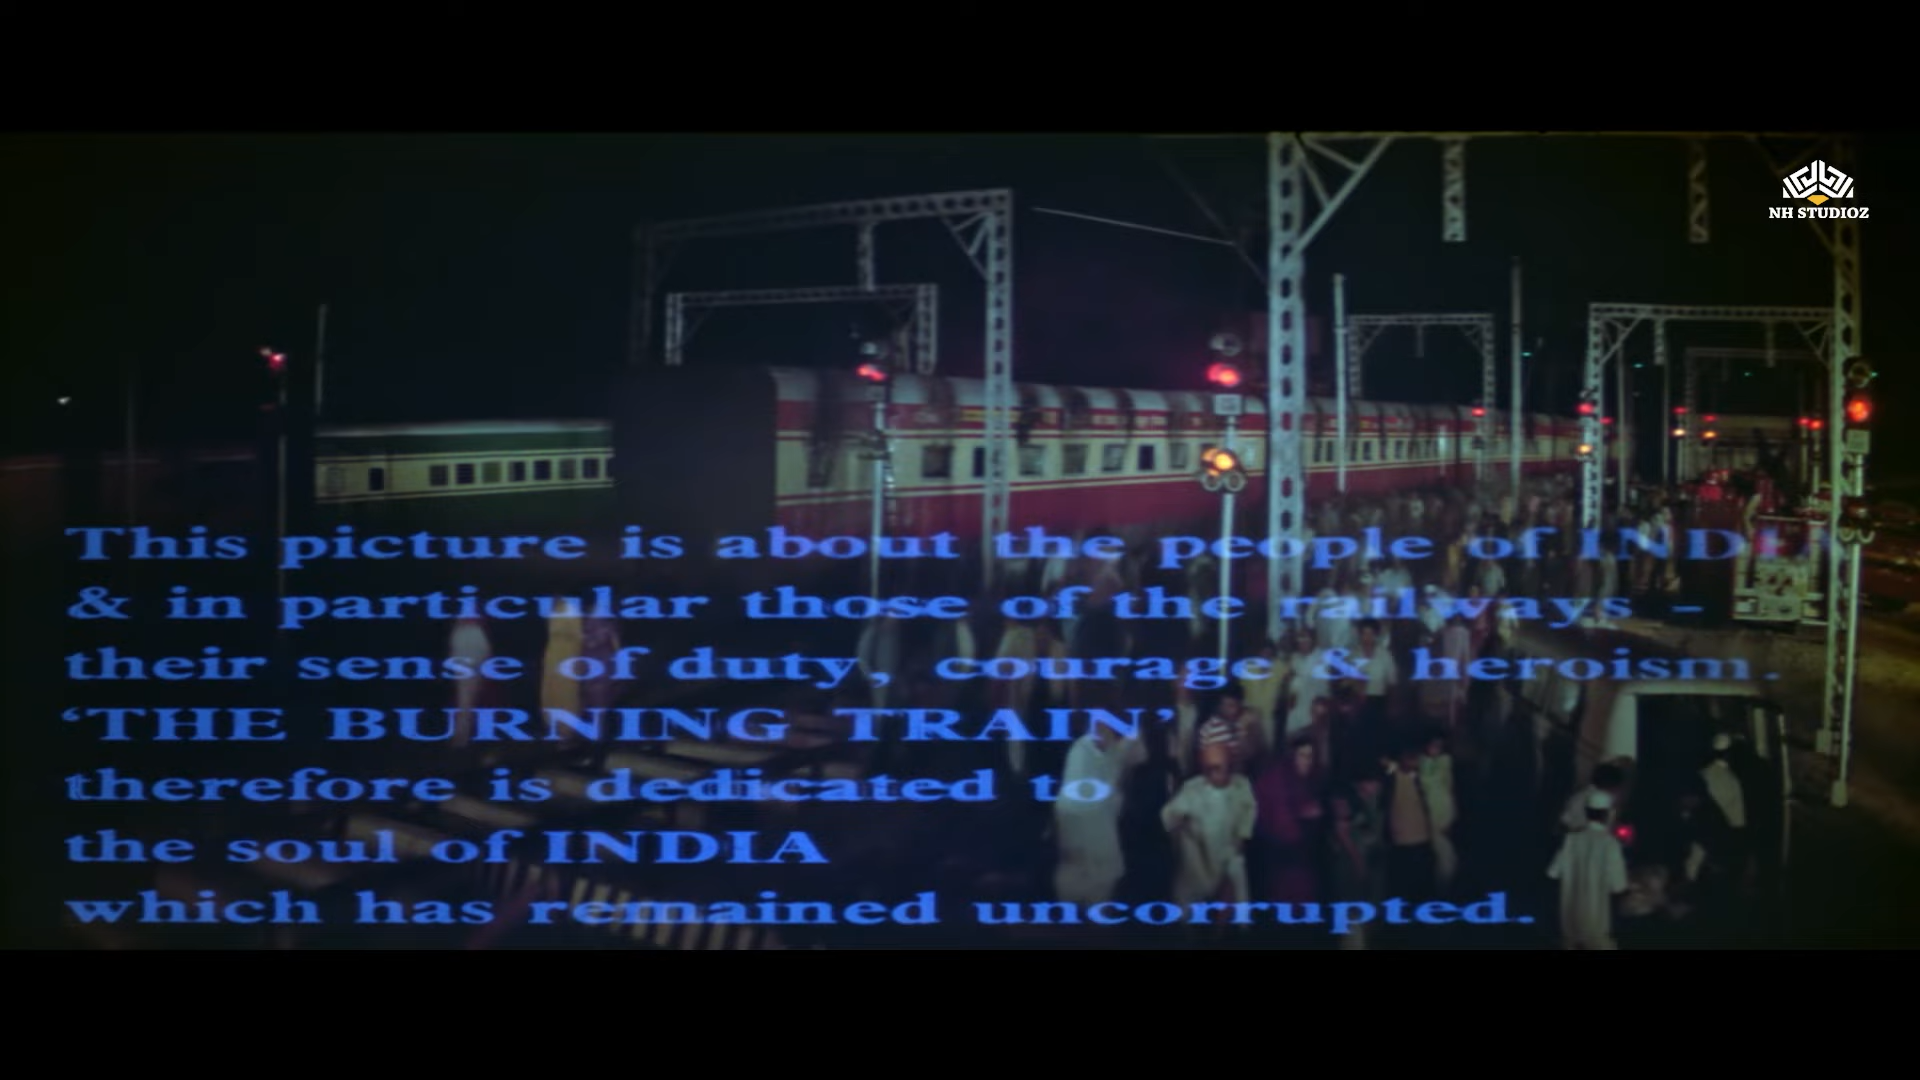 NH STUDIOZ
This picture is about the people of INDIA
& in particular those of the railways –
their sense of duty, courage & heroism.
‘THE BURNING TRAIN’
therefore is dedicated to
the soul of INDIA
which has remained uncorrupted.